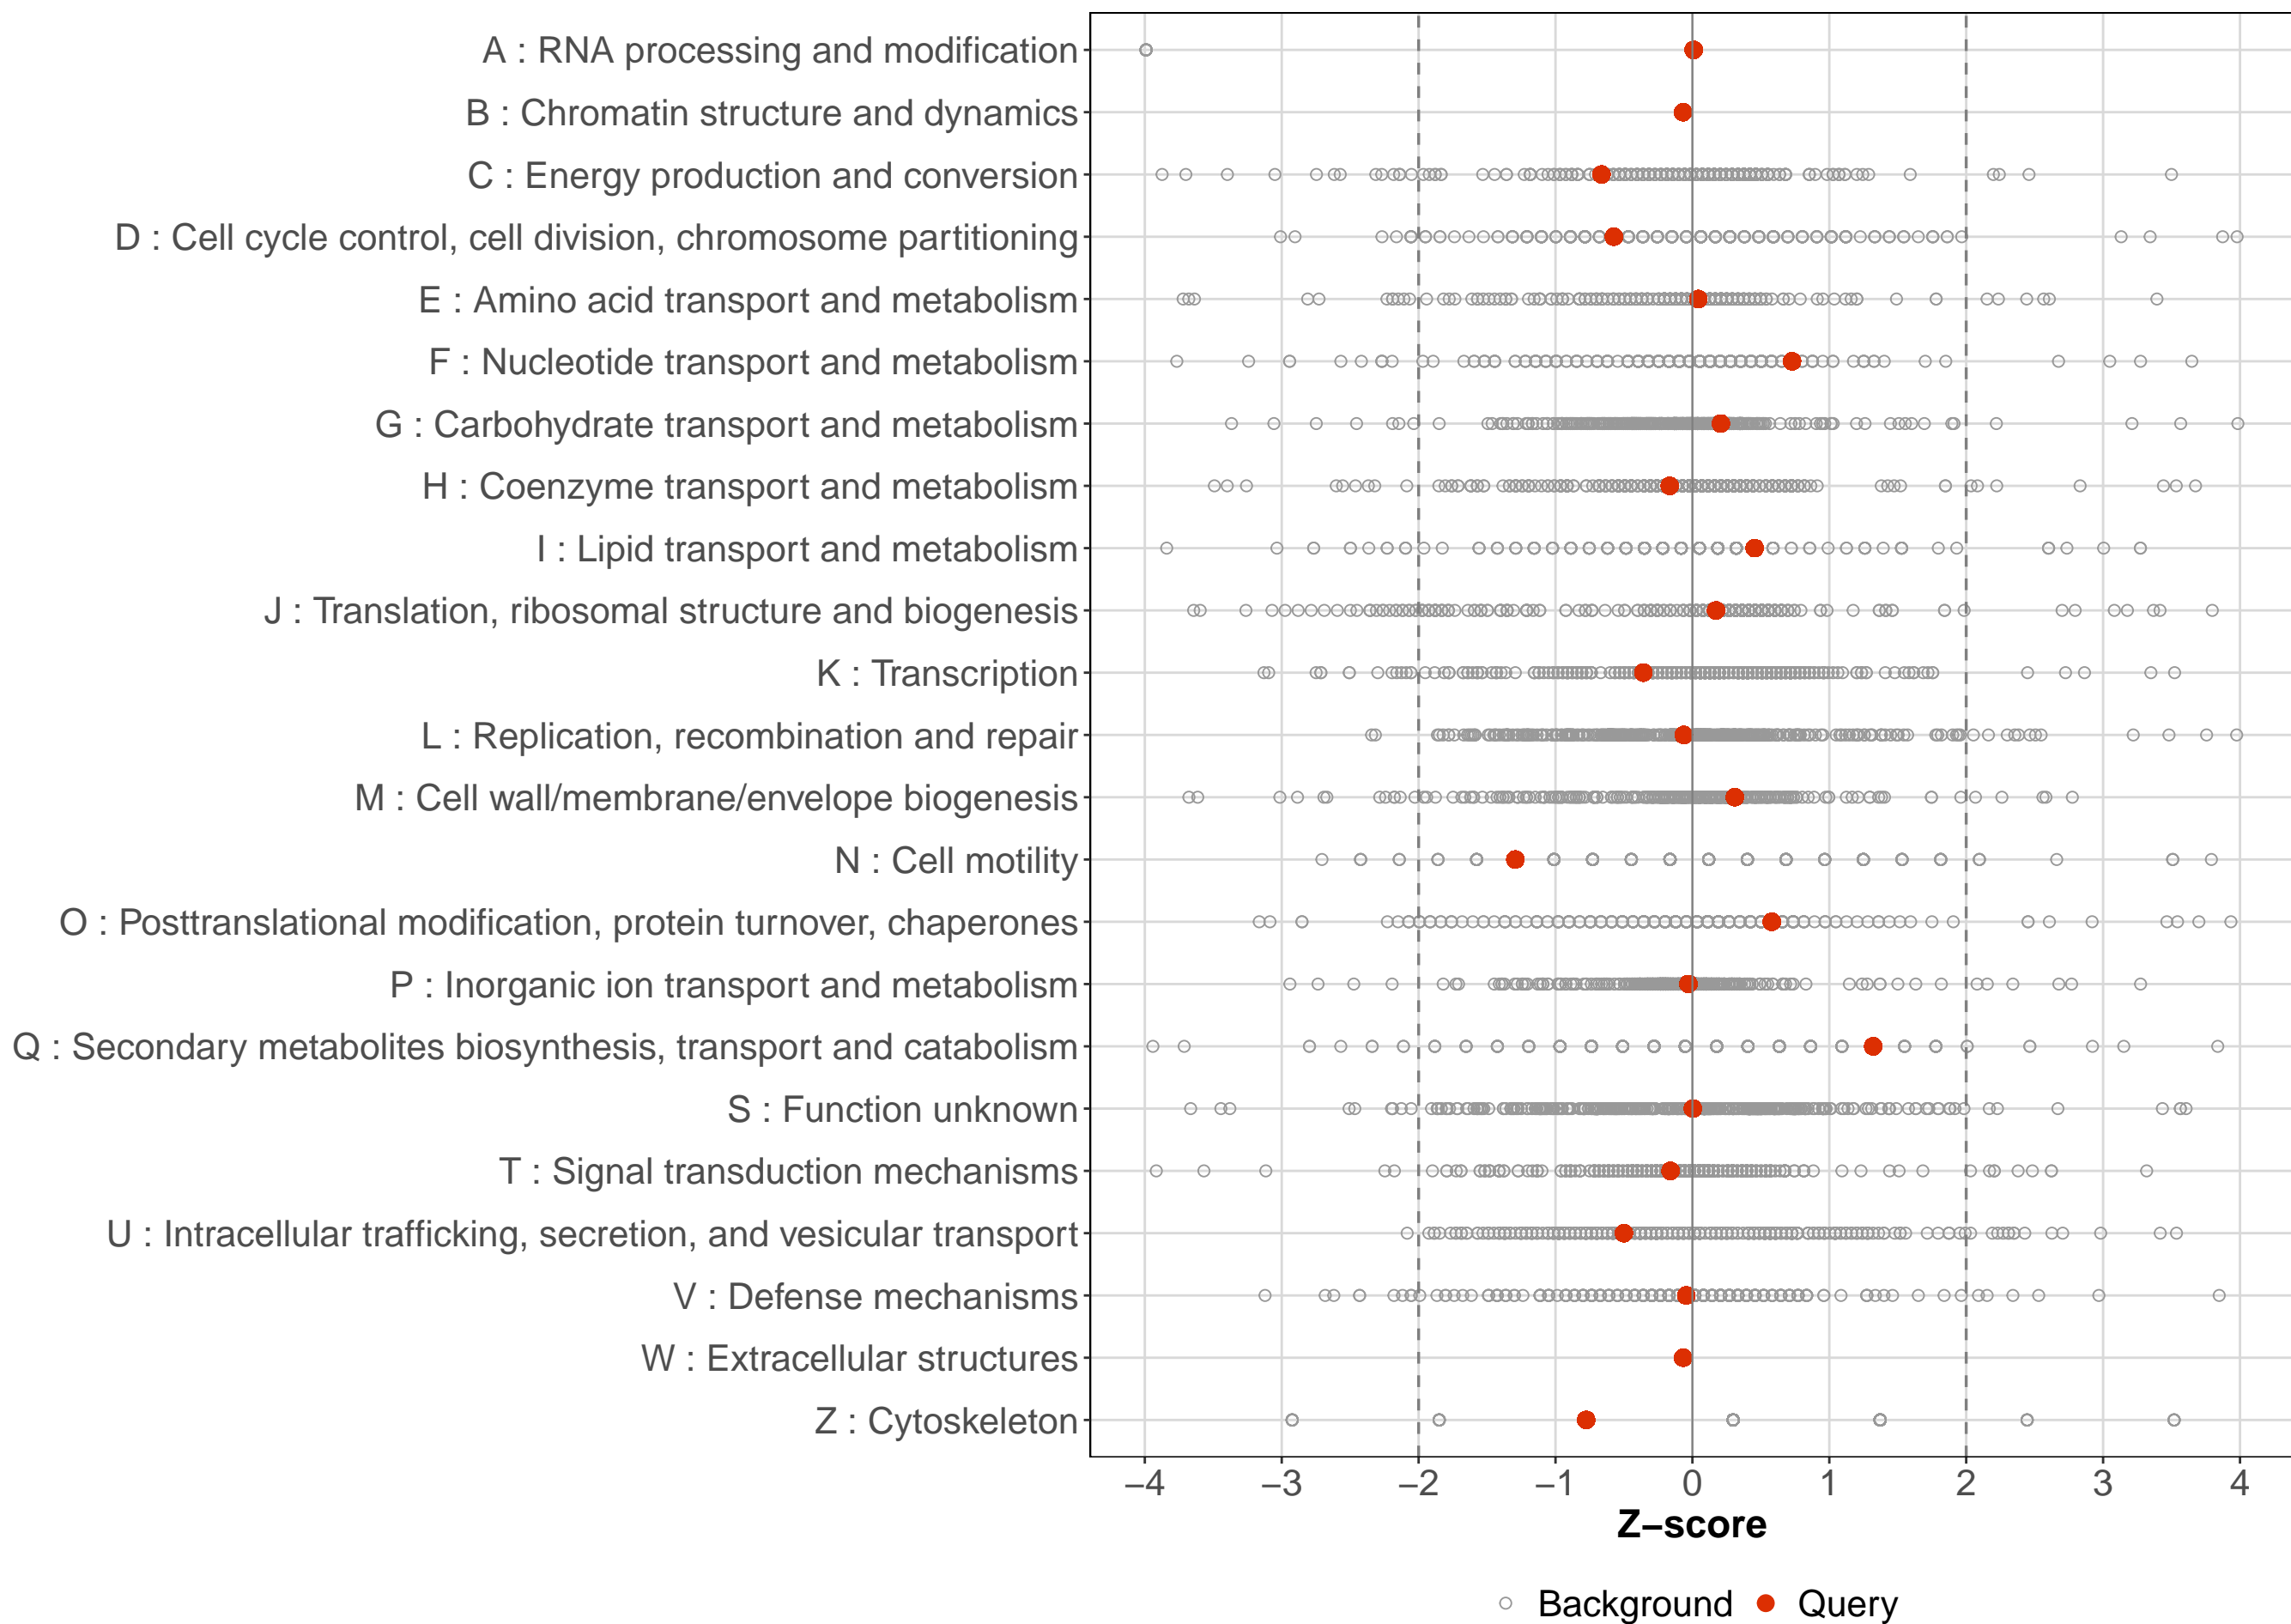 A : RNA processing and modification
B : Chromatin structure and dynamics
C : Energy production and conversion
D : Cell cycle control, cell division, chromosome partitioning
E : Amino acid transport and metabolism
F : Nucleotide transport and metabolism
G : Carbohydrate transport and metabolism
H : Coenzyme transport and metabolism
I : Lipid transport and metabolism
J : Translation, ribosomal structure and biogenesis
K : Transcription
L : Replication, recombination and repair
M : Cell wall/membrane/envelope biogenesis
N : Cell motility
O : Posttranslational modification, protein turnover, chaperones
P : Inorganic ion transport and metabolism
Q : Secondary metabolites biosynthesis, transport and catabolism
S : Function unknown
T : Signal transduction mechanisms
U : Intracellular trafficking, secretion, and vesicular transport
V : Defense mechanisms
W : Extracellular structures
Z : Cytoskeleton
−4 −3 −2 −1 0 1 2 3 4
Z−score
Background Query